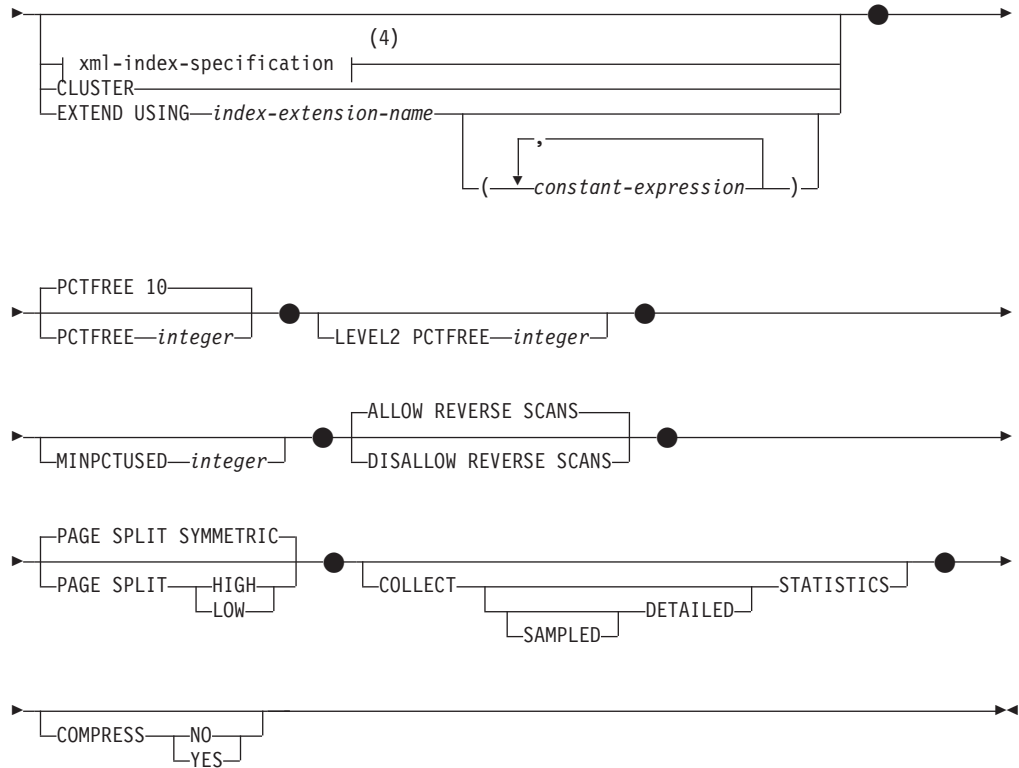 (4)
xml-index-specification
CLUSTER
EXTEND USING index-extension-name
,
( constant-expression )
PCTFREE 10
PCTFREE integer
LEVEL2 PCTFREE integer
MINPCTUSED integer
ALLOW REVERSE SCANS
DISALLOW REVERSE SCANS
PAGE SPLIT SYMMETRIC
PAGE SPLIT HIGH
LOW
COLLECT STATISTICS
DETAILED
SAMPLED
COMPRESS NO
YES